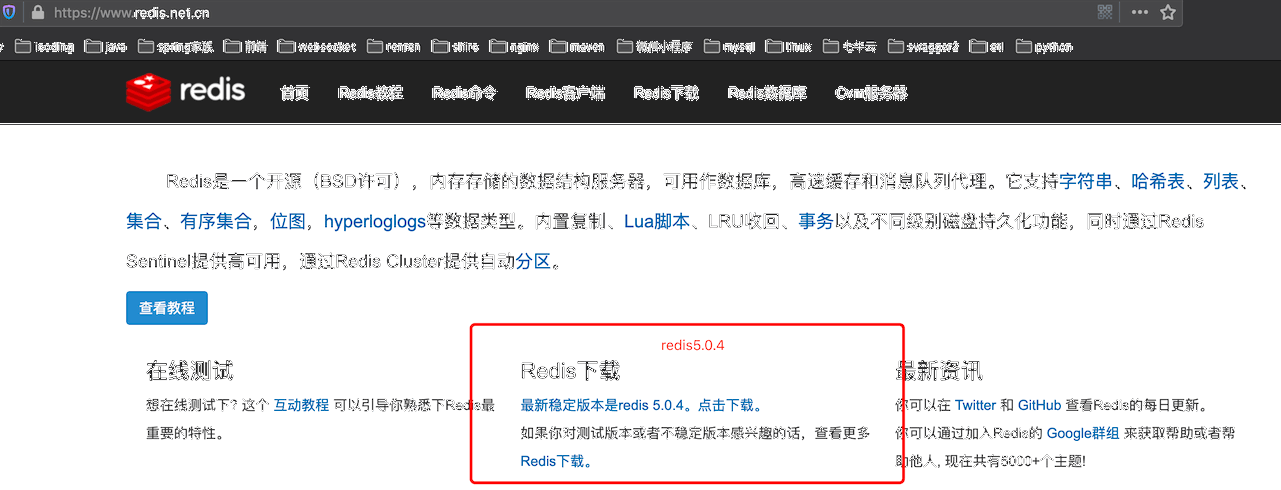 https://www.redis.net.cn
isoding java spring家族 前端 websocket renren shiro nginx maven 微信小程序 mysql linux 七牛云 swagger2 python
redis 首页 Redis教程 Redis命令 Redis客户端 Redis下载 Redis数据库 服务器
Redis是一个开源（BSD许可），内存存储的数据结构服务器，可用作数据库，高速缓存和消息队列代理。它支持字符串、哈希表、列表、
集合、有序集合，位图，hyperloglogs等数据类型。内置复制、Lua脚本、LRU收回、事务以及不同级别磁盘持久化功能，同时通过Redis
Sentinel提供高可用，通过Redis Cluster提供自动分区。
查看教程
在线测试
想在线测试下? 这个 互动教程 可以引导你熟悉下Redis最
重要的特性。
redis5.0.4
Redis下载
最新稳定版本是redis 5.0.4。点击下载。
如果你对测试版本或者不稳定版本感兴趣的话，查看更多
Redis下载。
最新资讯
你可以在 Twitter 和 GitHub 查看Redis的每日更新。
你可以通过加入Redis的 Google群组 来获取帮助或者帮
助他人, 现在共有5000+个主题!